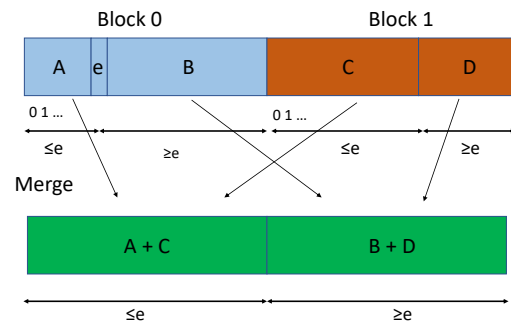 Block 0 Block 1
A e B C D
0 1 ... 0 1 ...
≤e ≥e ≤e ≥e
Merge
A + C B + D
≤e ≥e